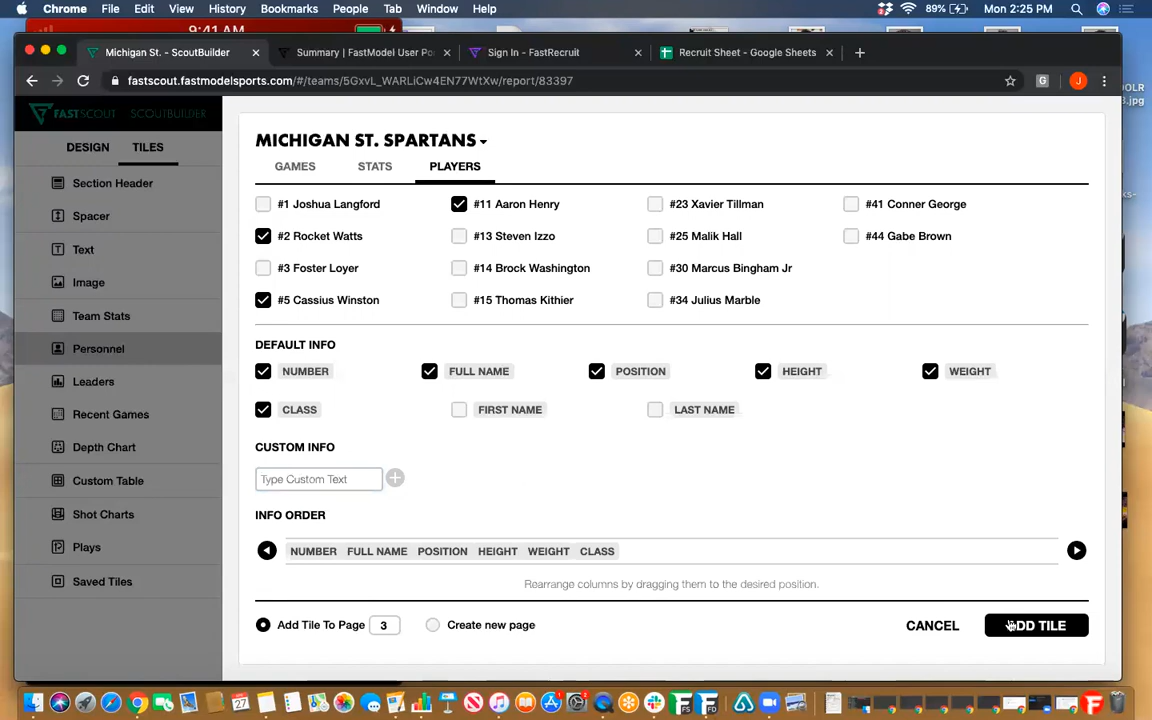 Chrome File Edit View History Bookmarks People Tab Window Help 89% Mon 2:25 PM
9:41 AM
Michigan St. - ScoutBuilder Summary | FastModel User Po Sign In - FastRecruit Recruit Sheet - Google Sheets
fastscout.fastmodelsports.com/#/teams/5GxvL_WARLiCw4EN77WtXw/report/83397 G J
.jpg
FASTSCOUT SCOUTBUILDER
DESIGN TILES
Section Header
Spacer
Text
Image
Team Stats
Personnel
Leaders
Recent Games
Depth Chart
Custom Table
Shot Charts
Plays
Saved Tiles
MICHIGAN ST. SPARTANS
GAMES STATS PLAYERS
#1 Joshua Langford #11 Aaron Henry #23 Xavier Tillman #41 Conner George
#2 Rocket Watts #13 Steven Izzo #25 Malik Hall #44 Gabe Brown
#3 Foster Loyer #14 Brock Washington #30 Marcus Bingham Jr
#5 Cassius Winston #15 Thomas Kithier #34 Julius Marble
DEFAULT INFO
NUMBER FULL NAME POSITION HEIGHT WEIGHT
CLASS FIRST NAME LAST NAME
CUSTOM INFO
Type Custom Text
INFO ORDER
NUMBER FULL NAME POSITION HEIGHT WEIGHT CLASS
Rearrange columns by dragging them to the desired position.
Add Tile To Page 3 Create new page CANCEL ADD TILE